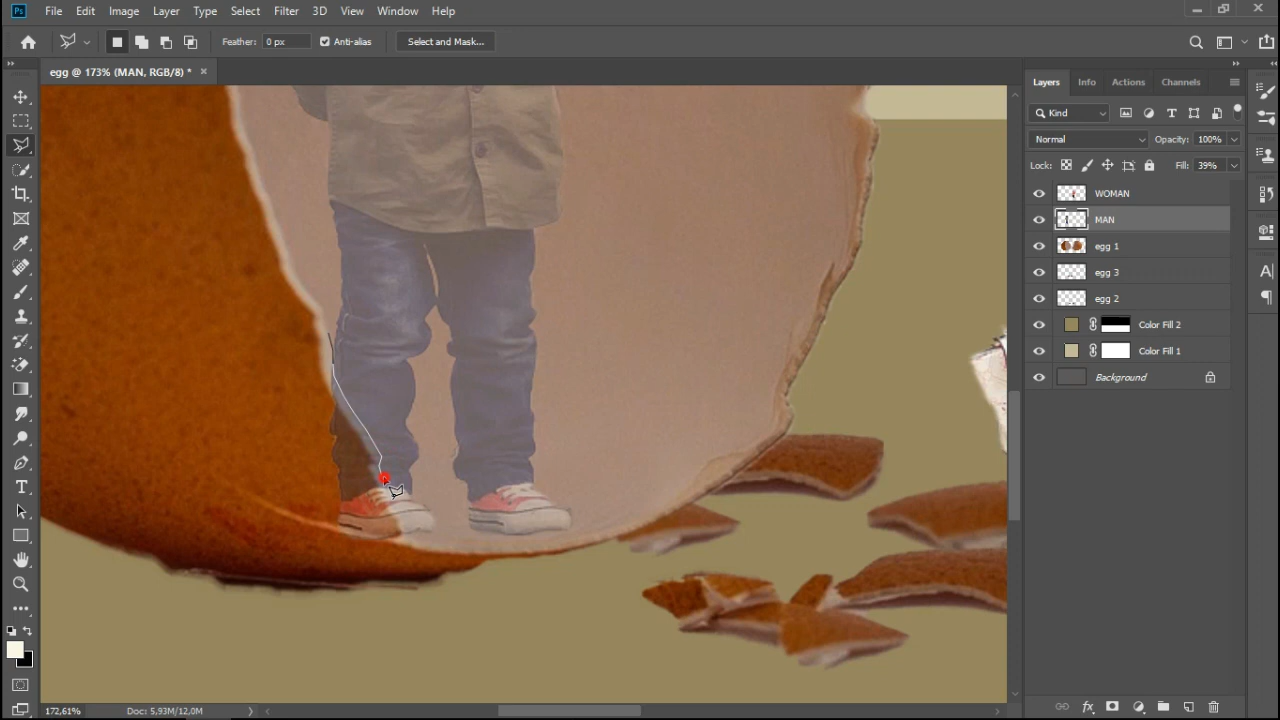 Ps File Edit Image Layer Type Select Filter 3D View Window Help
Feather: 0 px Anti-alias Select and Mask...
egg @ 173% (MAN, RGB/8) * ×
Layers Info Actions Channels
Kind
Normal Opacity: 100%
Lock: Fill: 39%
WOMAN
MAN
egg 1
egg 3
egg 2
Color Fill 2
Color Fill 1
Background
172,61% Doc: 5,93M/12,0M